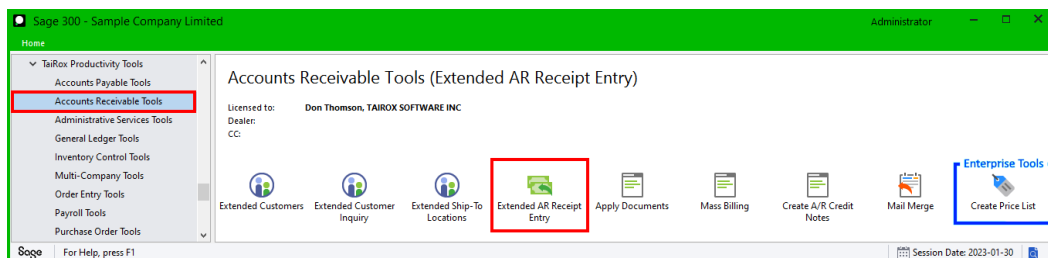 Sage 300 - Sample Company Limited
Administrator
Home
TaiRox Productivity Tools
Accounts Payable Tools
Accounts Receivable Tools
Administrative Services Tools
General Ledger Tools
Inventory Control Tools
Multi-Company Tools
Order Entry Tools
Payroll Tools
Purchase Order Tools
Accounts Receivable Tools (Extended AR Receipt Entry)
Licensed to: Don Thomson, TAIROX SOFTWARE INC
Dealer:
CC:
Enterprise Tools
Extended Customers
Extended Customer
Inquiry
Extended Ship-To
Locations
Extended AR Receipt
Entry
Apply Documents
Mass Billing
Create A/R Credit
Notes
Mail Merge
Create Price List
Sage
For Help, press F1
Session Date: 2023-01-30